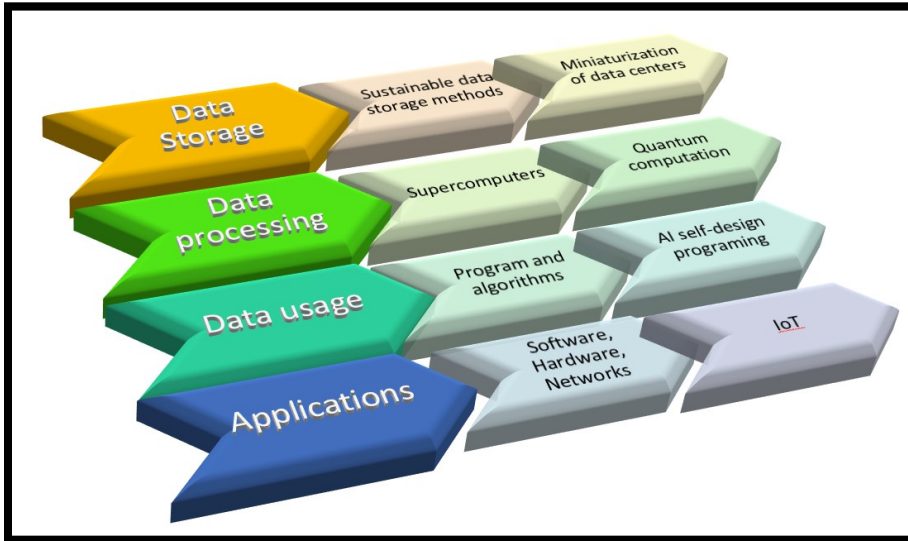 Data
Storage
Sustainable data
storage methods
Miniaturization
of data centers
Data
processing
Supercomputers
Quantum
computation
Data usage
Program and
algorithms
AI self-design
programing
Applications
Software,
Hardware,
Networks
IoT